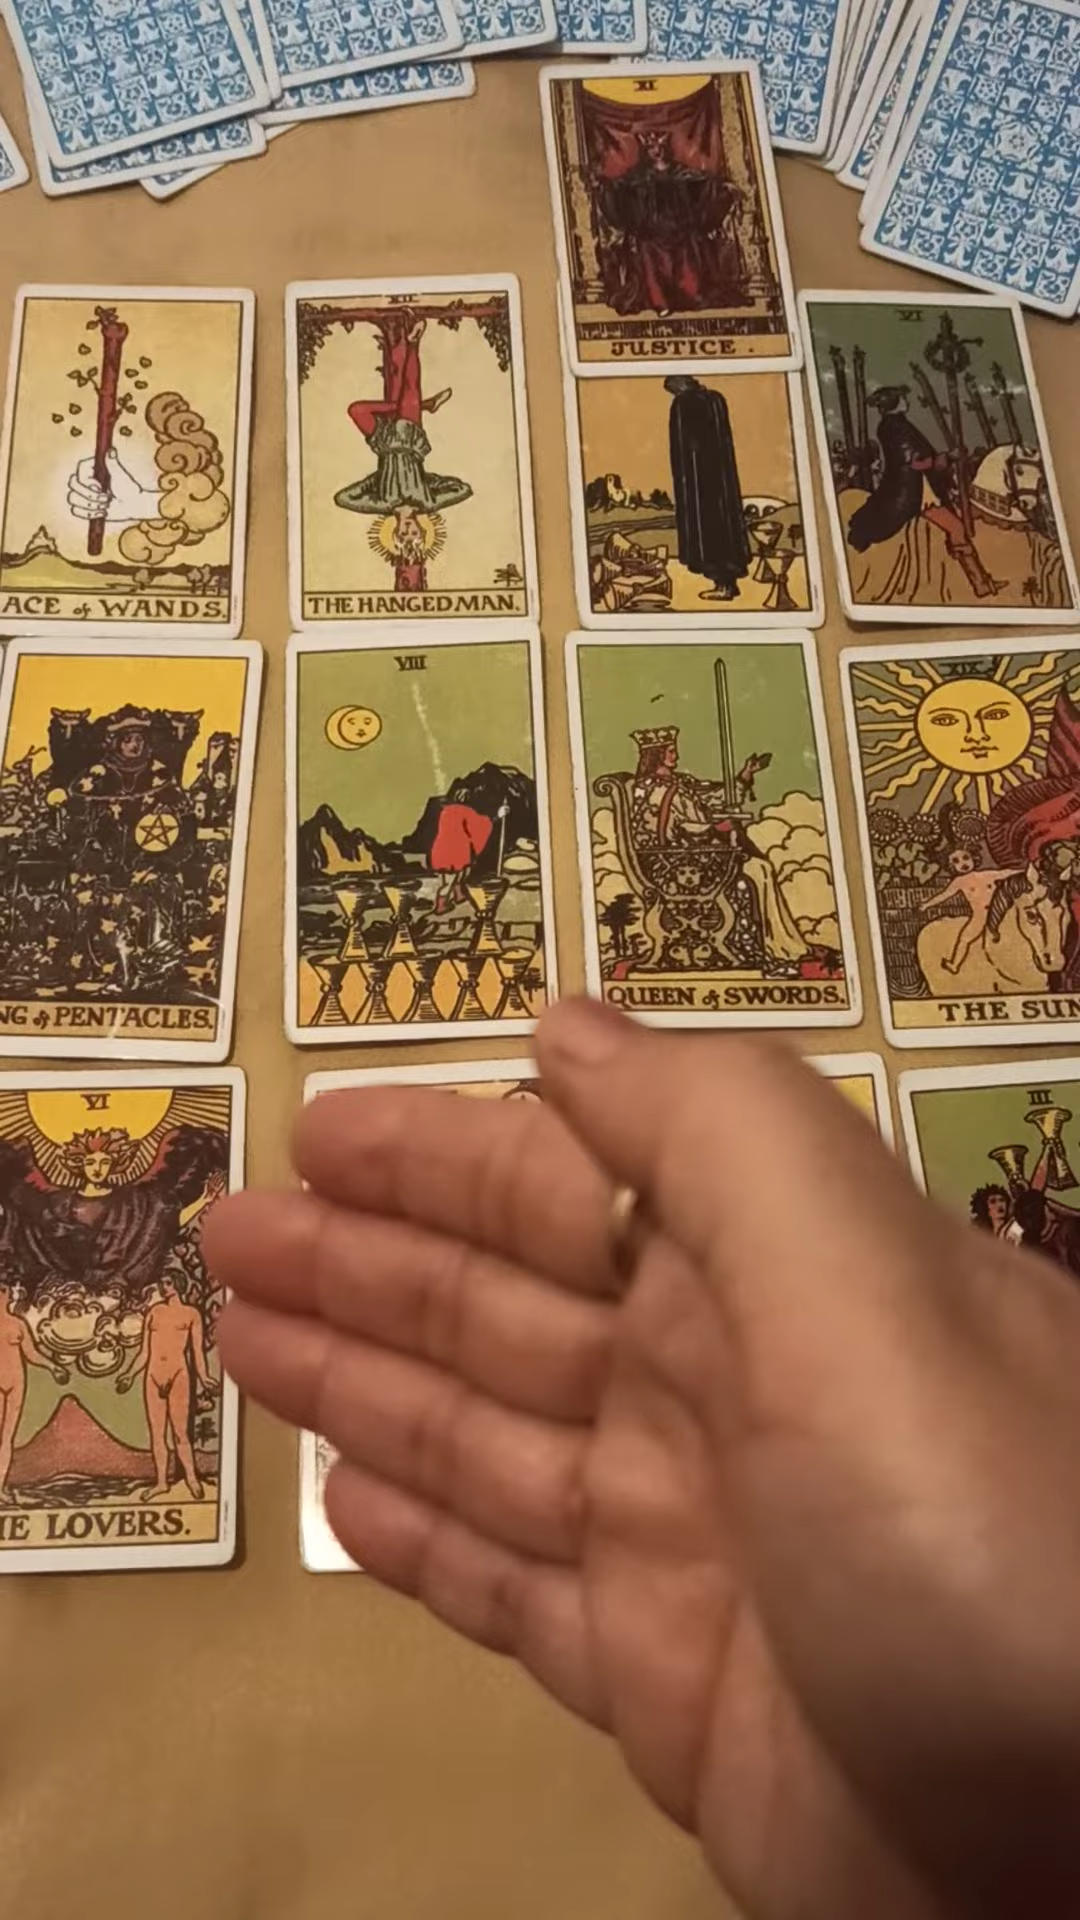 XI
JUSTICE.
XII
VI
ACE of WANDS.
THE HANGED MAN.
VIII
XIX
NG of PENTACLES.
QUEEN of SWORDS.
THE SUN
VI
III
HE LOVERS.